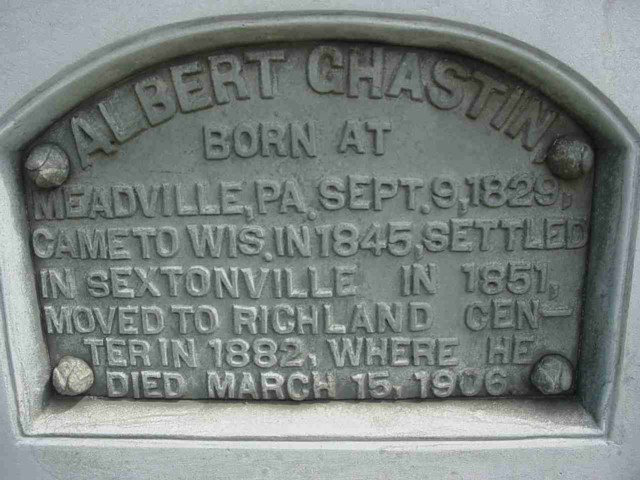 ALBERT GHASTIN,
BORN AT
MEADVILLE, PA. SEPT. 9, 1829,
CAME TO WIS. IN 1845, SETTLED
IN SEXTONVILLE IN 1851,
MOVED TO RICHLAND CEN-
TER IN 1882, WHERE HE
DIED MARCH 15, 1906.